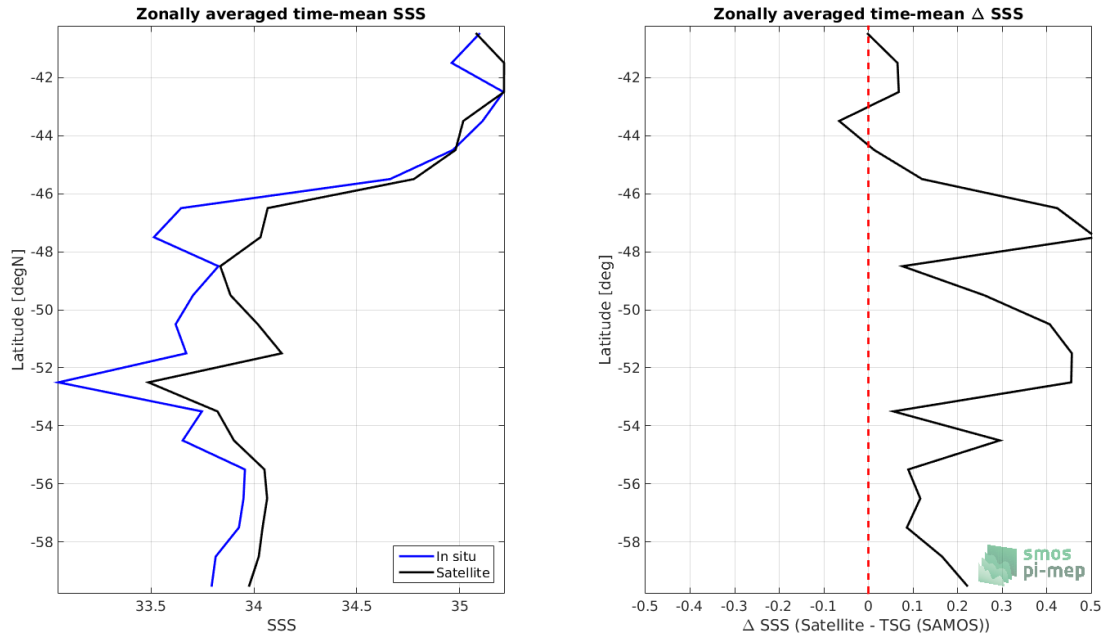 Zonally averaged time-mean SSS
-42
-44
-46
-48
-50
-52
-54
-56
-58
Latitude [degN]
33.5 34 34.5 35
SSS
In situ
Satellite
Zonally averaged time-mean Δ SSS
-42
-44
-46
-48
-50
-52
-54
-56
-58
Latitude [deg]
-0.5 -0.4 -0.3 -0.2 -0.1 0 0.1 0.2 0.3 0.4 0.5
Δ SSS (Satellite - TSG (SAMOS))
smos
pi-mep